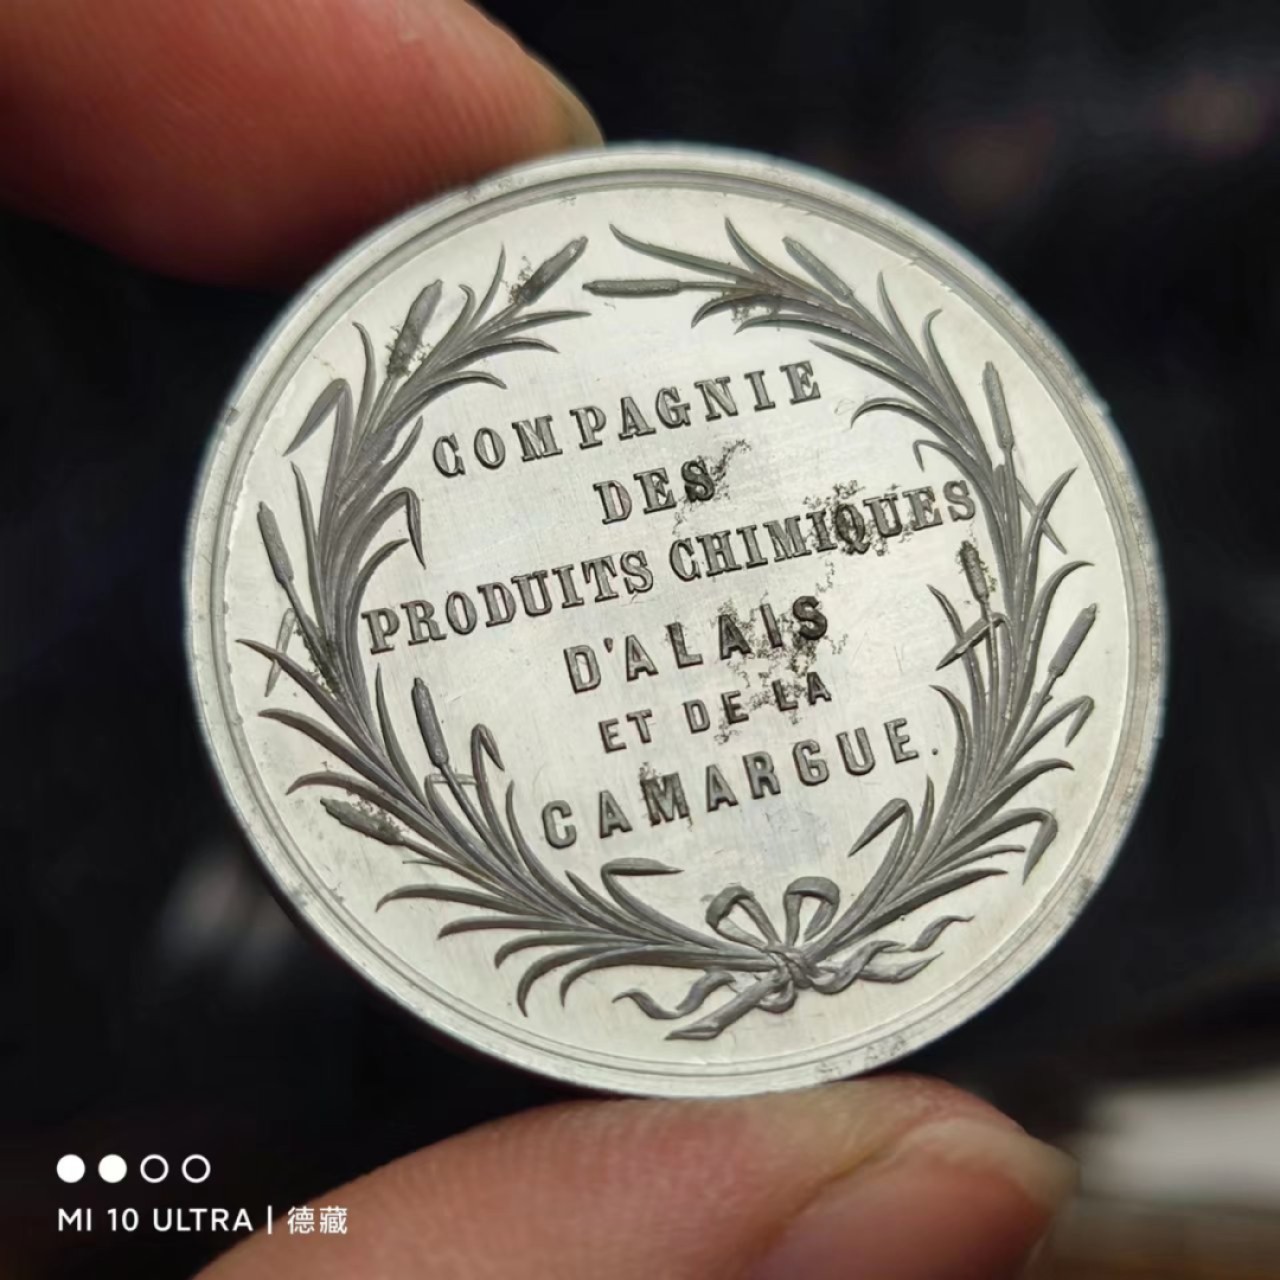 COMPAGNIE
DES
PRODUITS CHIMIQUES
D'ALAIS
ET DE LA
CAMARGUE.
MI 10 ULTRA | 德藏